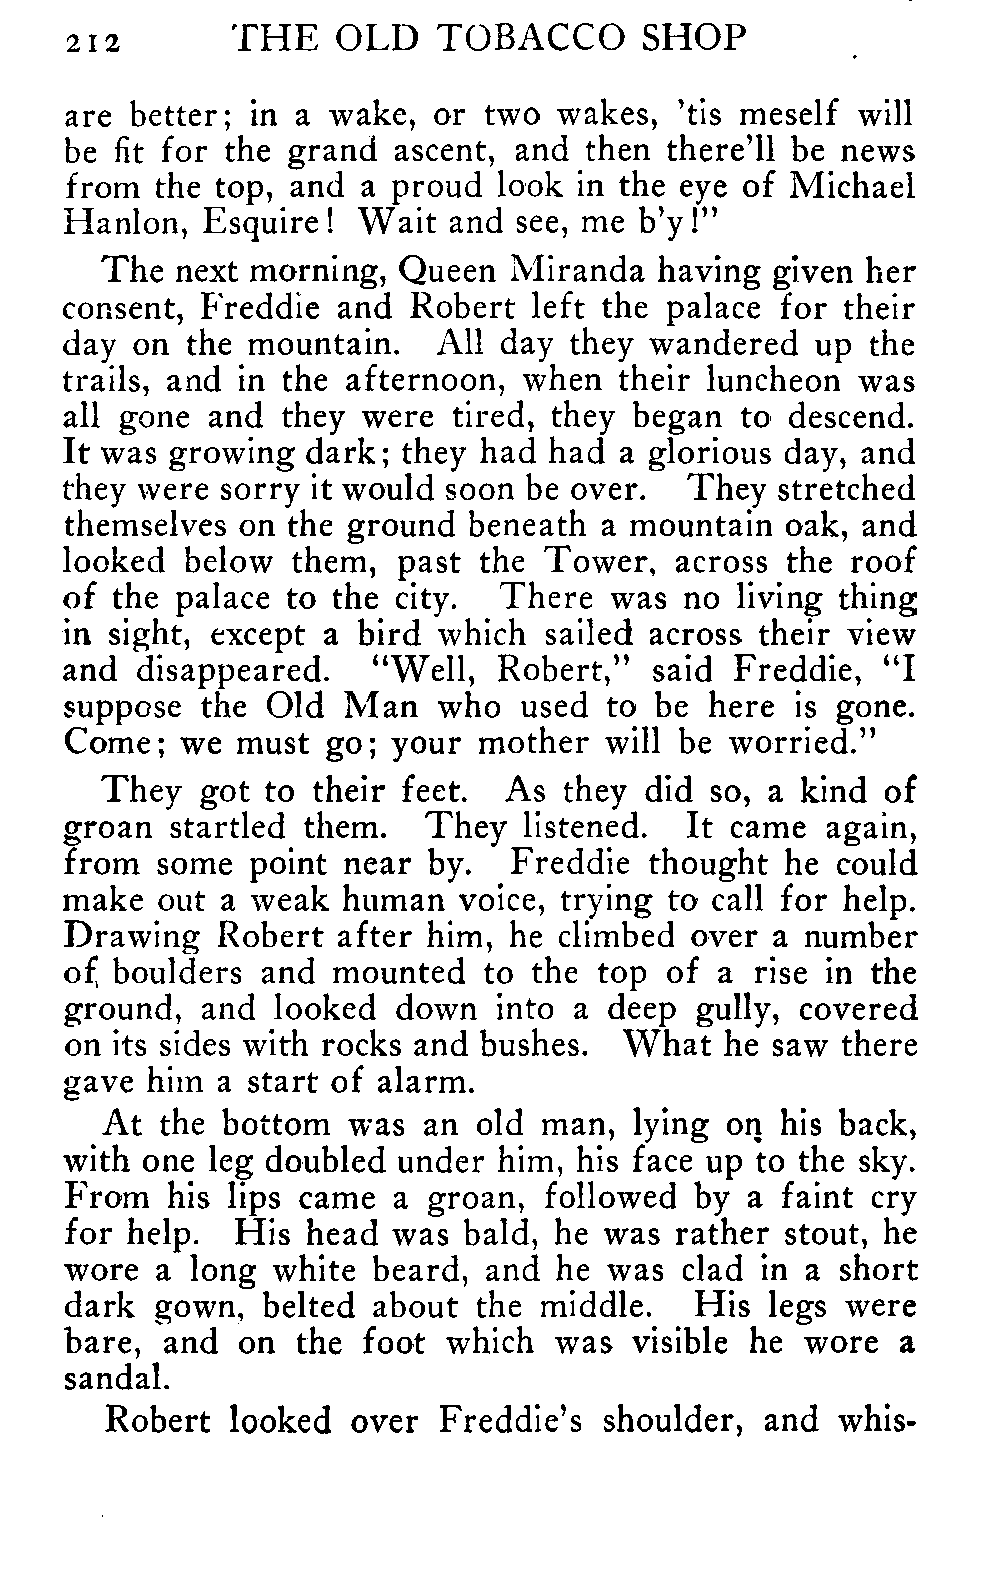 212 THE OLD TOBACCO SHOP
are better; in a wake, or two wakes, 'tis meself will
be fit for the grand ascent, and then there'll be news
from the top, and a proud look in the eye of Michael
Hanlon, Esquire! Wait and see, me b'y!"
The next morning, Queen Miranda having given her
consent, Freddie and Robert left the palace for their
day on the mountain. All day they wandered up the
trails, and in the afternoon, when their luncheon was
all gone and they were tired, they began to descend.
It was growing dark; they had had a glorious day, and
they were sorry it would soon be over. They stretched
themselves on the ground beneath a mountain oak, and
looked below them, past the Tower, across the roof
of the palace to the city. There was no living thing
in sight, except a bird which sailed across their view
and disappeared. "Well, Robert," said Freddie, "I
suppose the Old Man who used to be here is gone.
Come; we must go; your mother will be worried."
They got to their feet. As they did so, a kind of
groan startled them. They listened. It came again,
from some point near by. Freddie thought he could
make out a weak human voice, trying to call for help.
Drawing Robert after him, he climbed over a number
of boulders and mounted to the top of a rise in the
ground, and looked down into a deep gully, covered
on its sides with rocks and bushes. What he saw there
gave him a start of alarm.
At the bottom was an old man, lying on his back,
with one leg doubled under him, his face up to the sky.
From his lips came a groan, followed by a faint cry
for help. His head was bald, he was rather stout, he
wore a long white beard, and he was clad in a short
dark gown, belted about the middle. His legs were
bare, and on the foot which was visible he wore a
sandal.
Robert looked over Freddie's shoulder, and whis-